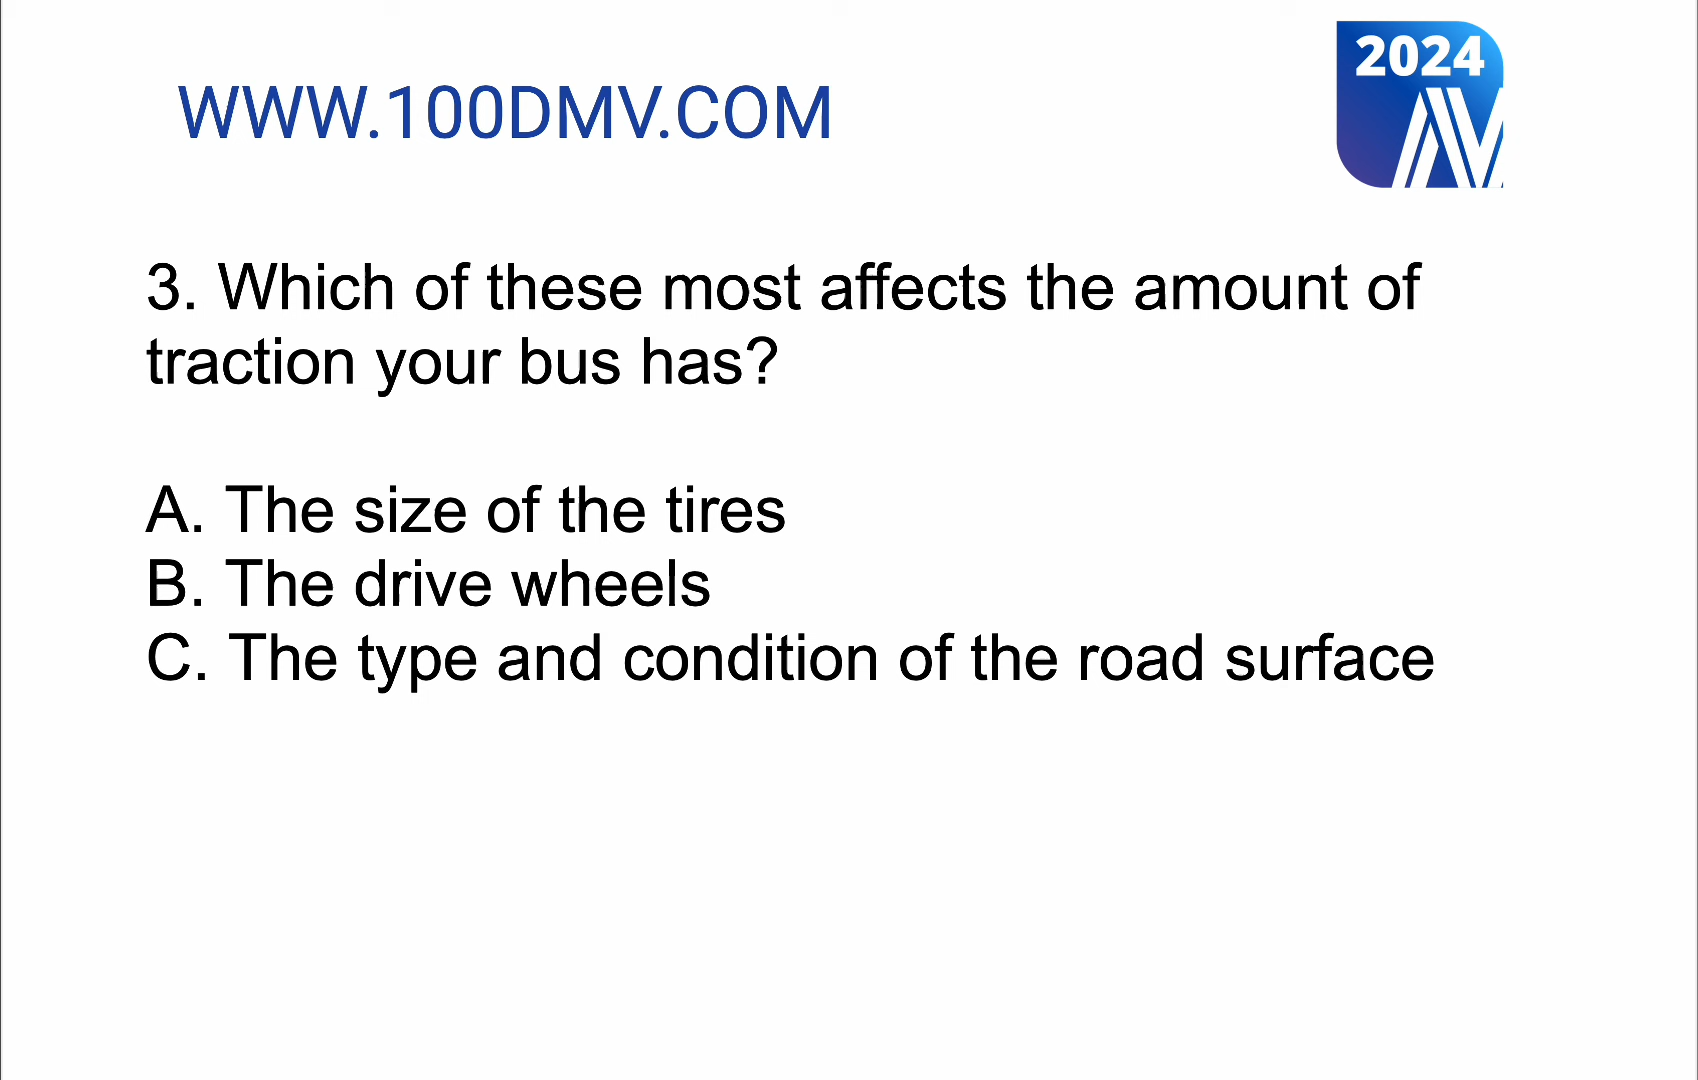 WWW.100DMV.COM
2024
3. Which of these most affects the amount of
traction your bus has?
A. The size of the tires
B. The drive wheels
C. The type and condition of the road surface